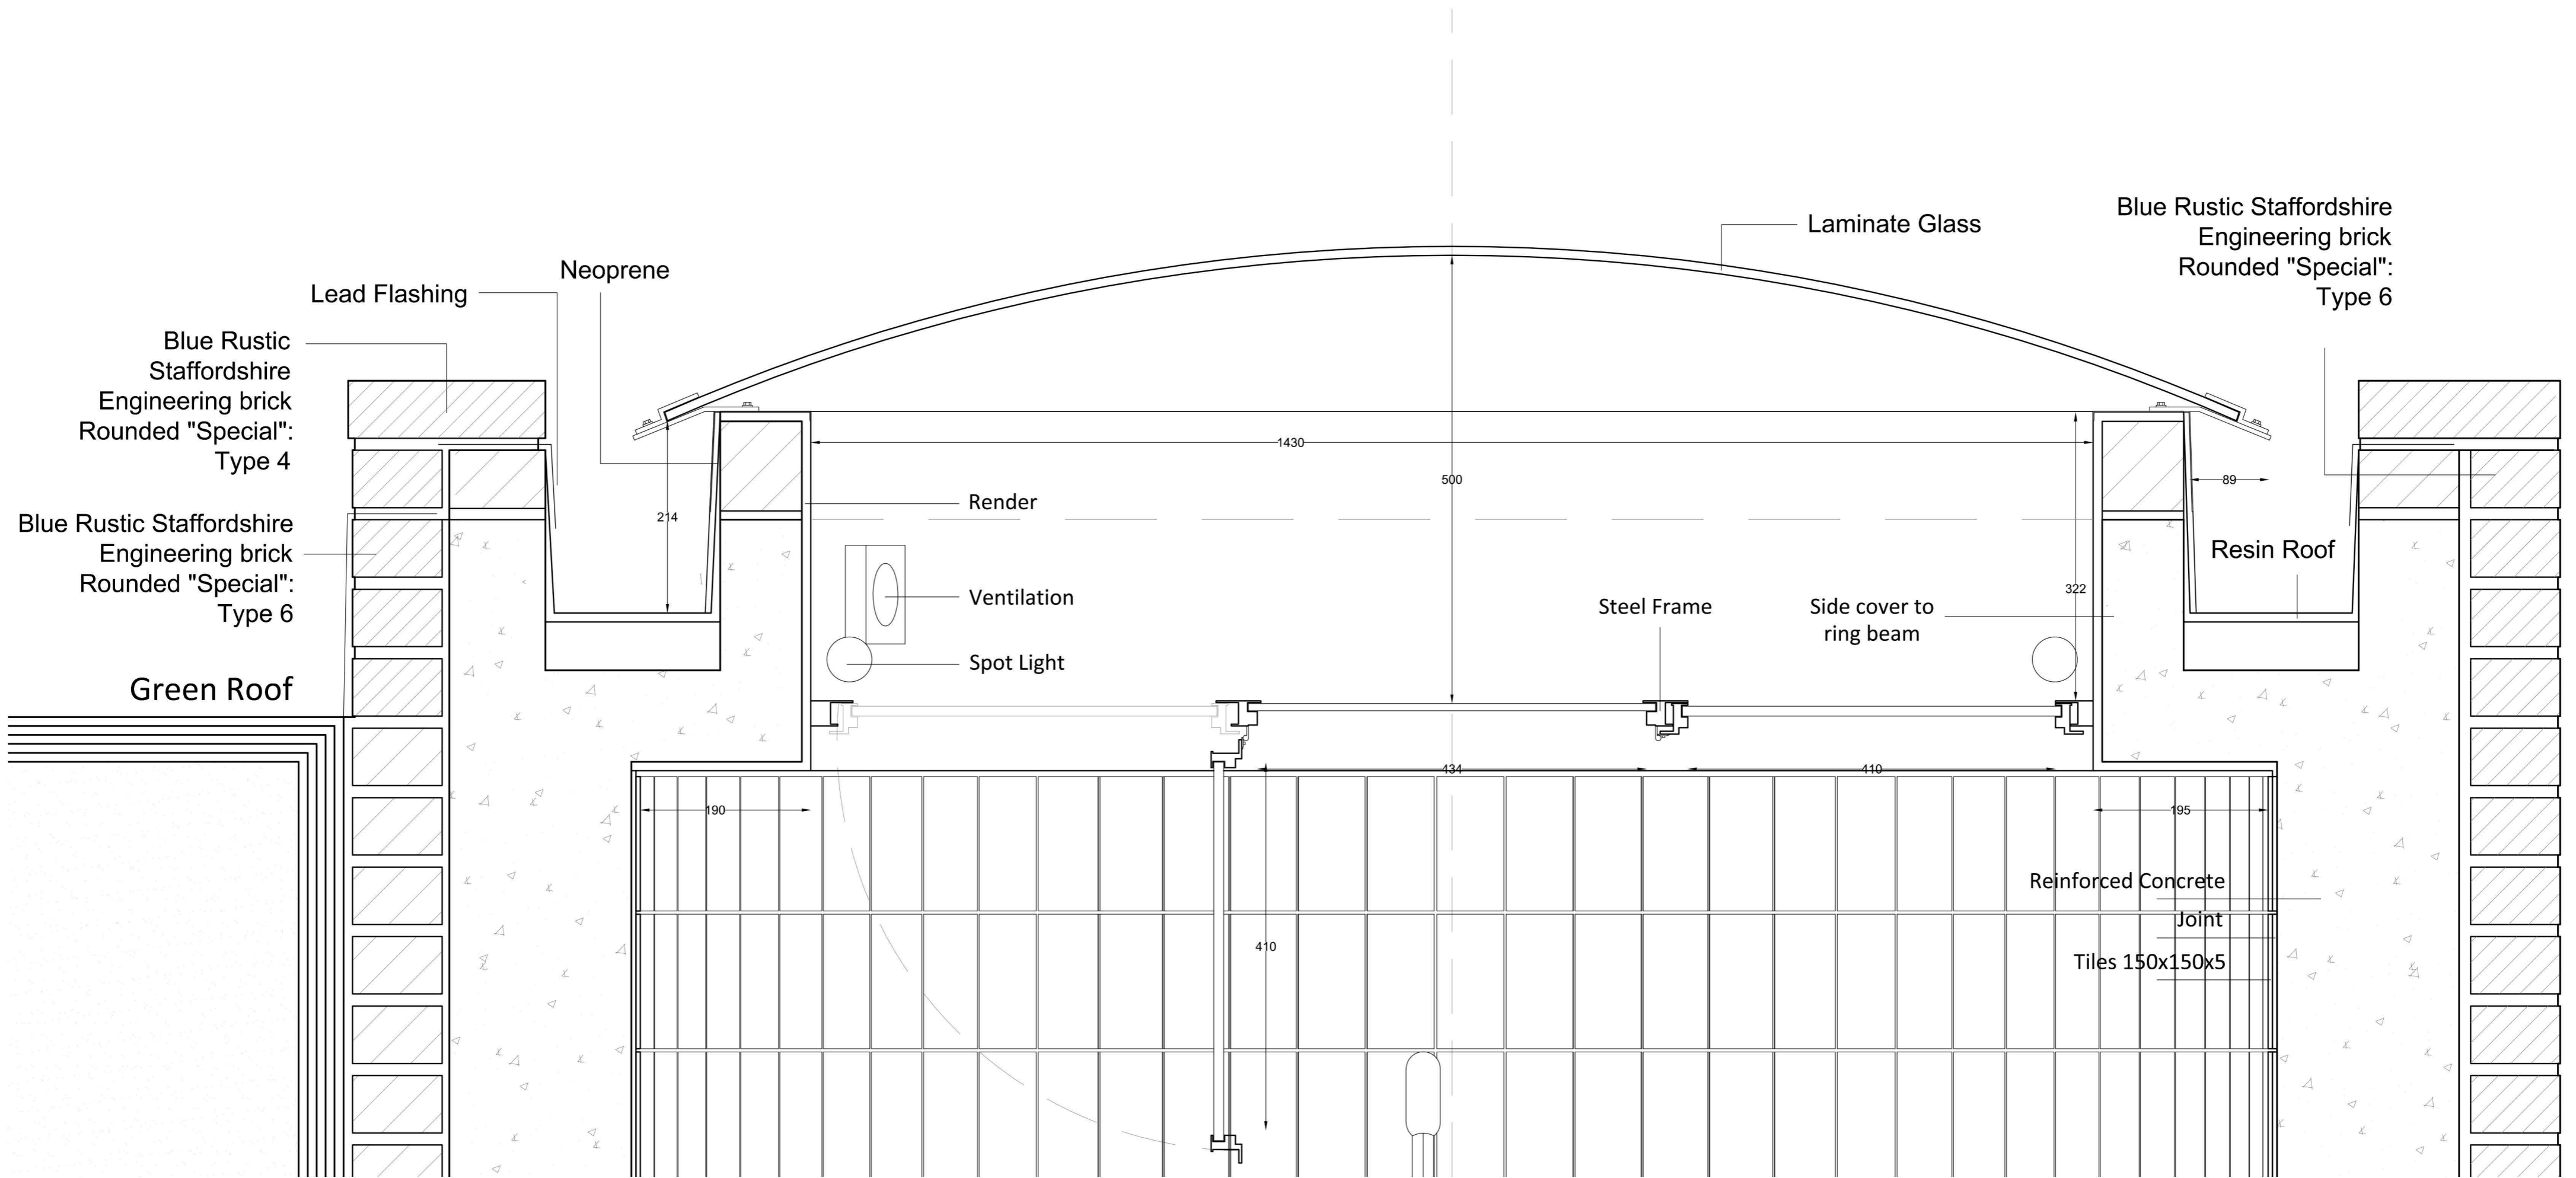 Blue Rustic Staffordshire
Engineering brick
Rounded "Special":
Type 6
Laminate Glass
Neoprene
Lead Flashing
Blue Rustic
Staffordshire
Engineering brick
Rounded "Special":
Type 4
1430
500
89
Render
214
Blue Rustic Staffordshire
Engineering brick
Rounded "Special":
Type 6
Resin Roof
322
Ventilation
Steel Frame
Side cover to
ring beam
Spot Light
Green Roof
434
410
190
195
Reinforced Concrete
Joint
410
Tiles 150x150x5